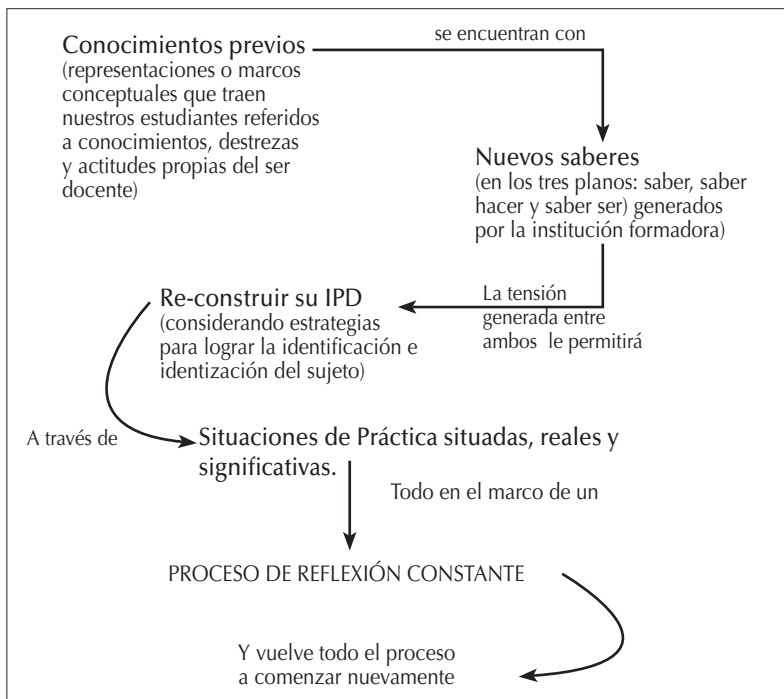 se encuentran con
Conocimientos previos
(representaciones o marcos
conceptuales que traen
nuestros estudiantes referidos
a conocimientos, destrezas
y actitudes propias del ser
docente)
Nuevos saberes
(en los tres planos: saber, saber
hacer y saber ser) generados
por la institución formadora)
La tensión
generada entre
ambos le permitirá
Re-construir su IPD
(considerando estrategias
para lograr la identificación e
identización del sujeto)
A través de
Situaciones de Práctica situadas, reales y
significativas.
Todo en el marco de un
PROCESO DE REFLEXIÓN CONSTANTE
Y vuelve todo el proceso
a comenzar nuevamente